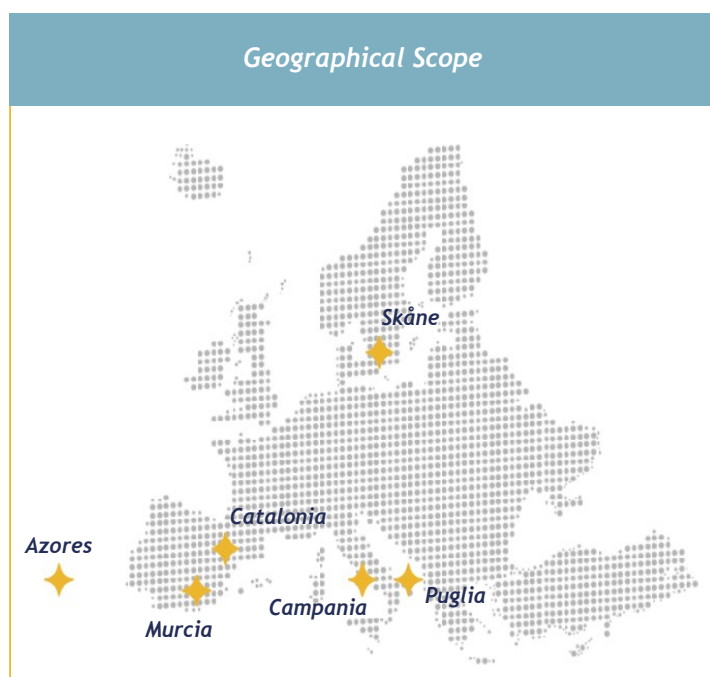 Geographical Scope
Skåne
Catalonia
Azores
Campania
Puglia
Murcia